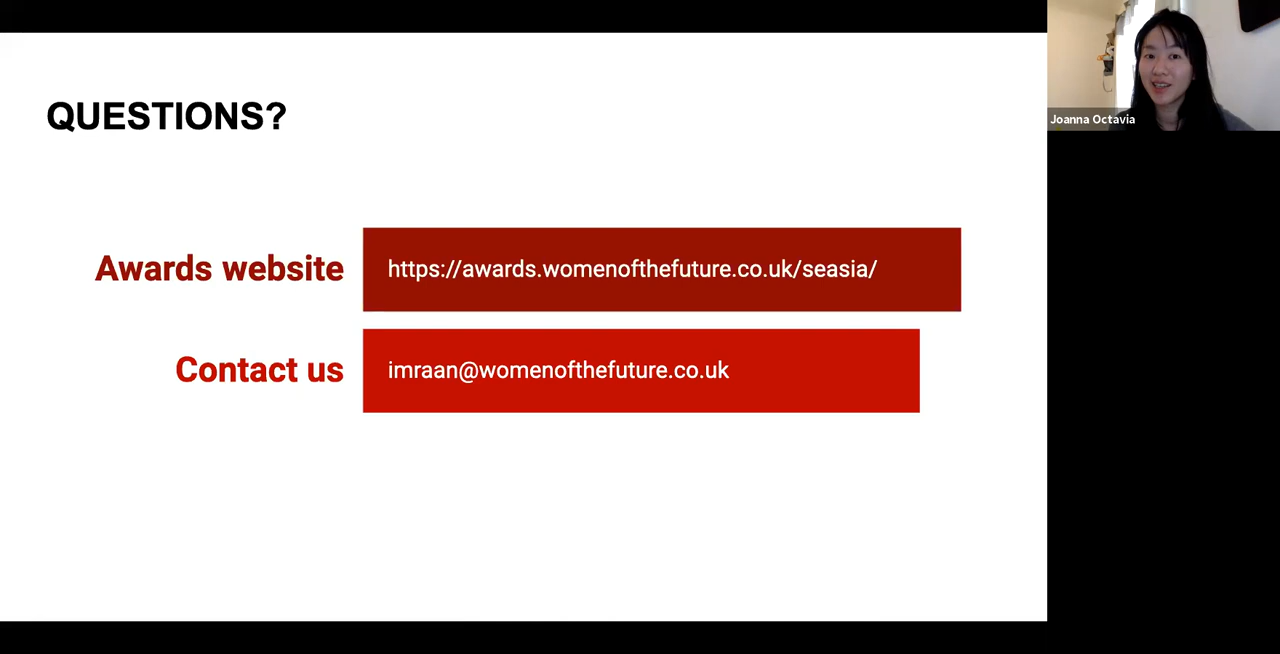 QUESTIONS?
Awards website
https://awards.womenofthefuture.co.uk/seasia/
Contact us
imraan@womenofthefuture.co.uk
Joanna Octavia